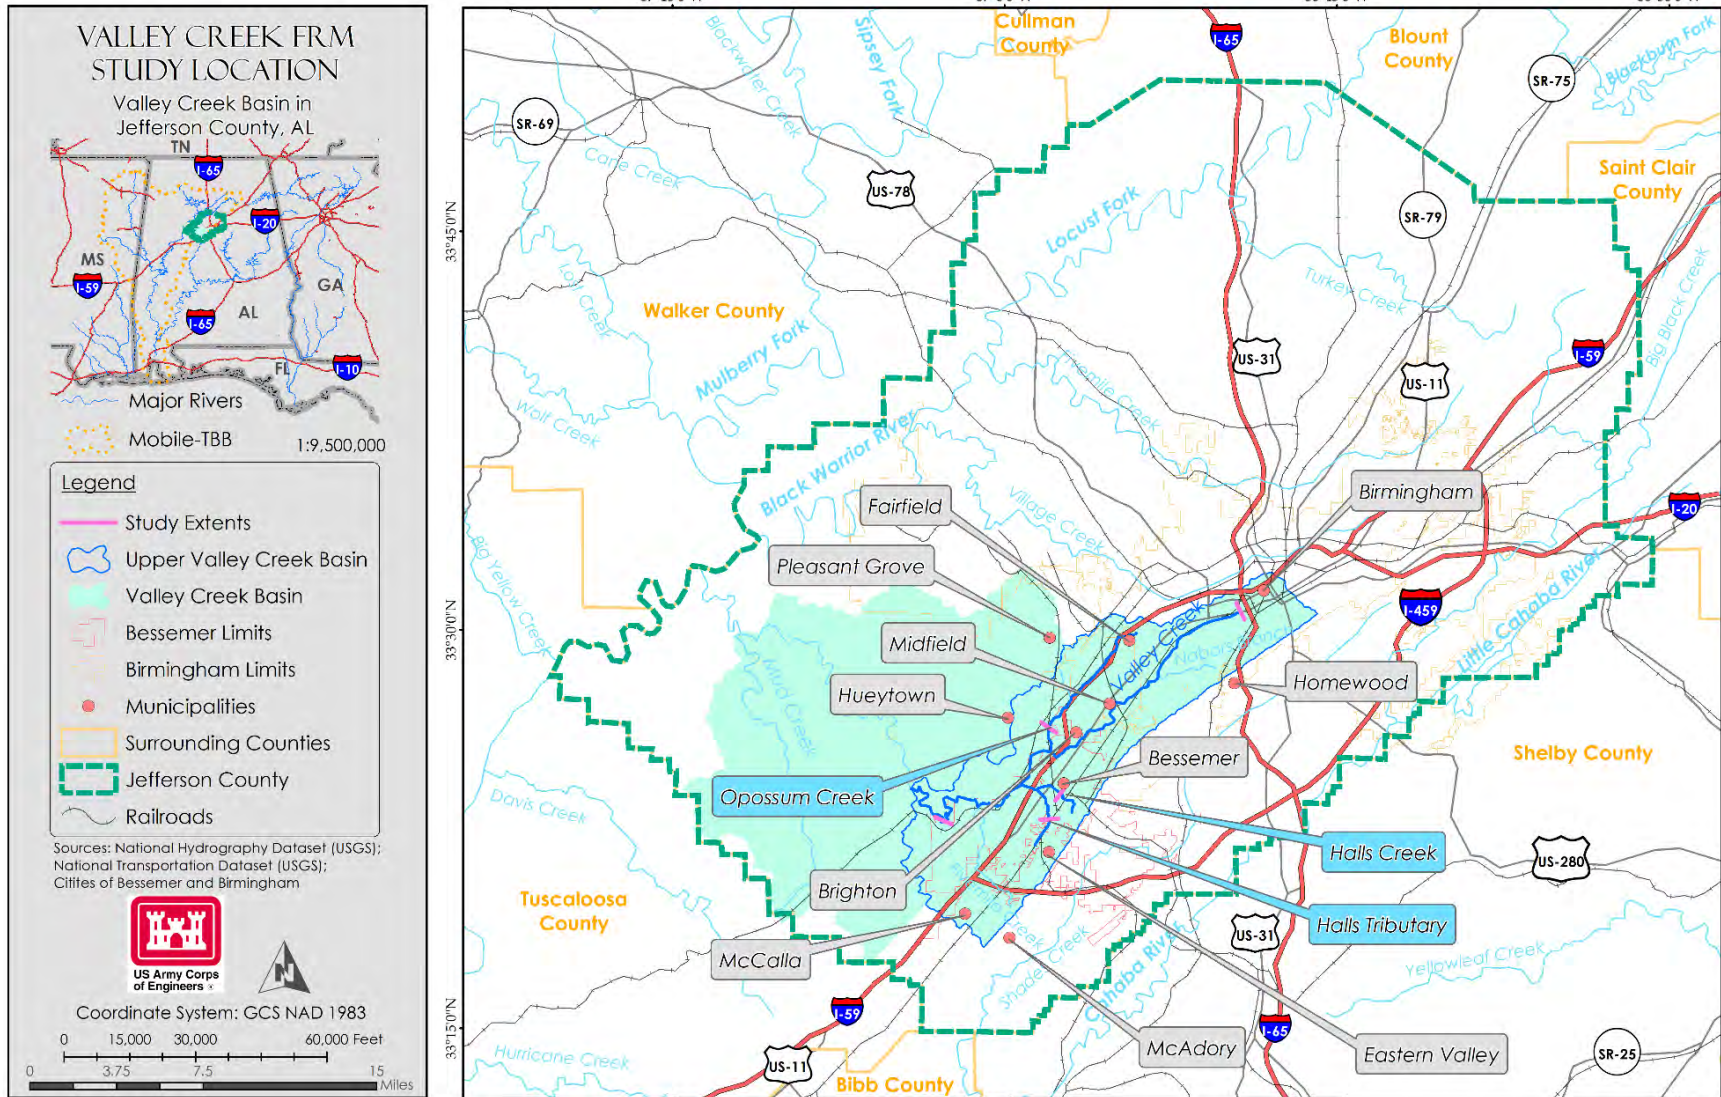 VALLEY CREEK FRM
STUDY LOCATION
Valley Creek Basin in
Jefferson County, AL
TN
I-65
I-20
MS
I-59
GA
AL
I-65
FL
I-10
Major Rivers
Mobile-TBB
1:9,500,000
Legend
Study Extents
Upper Valley Creek Basin
Valley Creek Basin
Bessemer Limits
Birmingham Limits
Municipalities
Surrounding Counties
Jefferson County
Railroads
Sources: National Hydrography Dataset (USGS);
National Transportation Dataset (USGS);
Citites of Bessemer and Birmingham
US Army Corps
of Engineers ®
N
Coordinate System: GCS NAD 1983
0 15,000 30,000 60,000 Feet
0 3.75 7.5 15
Miles
33°45'0"N
33°30'0"N
33°15'0"N
Cullman
County
I-65
Blount
County
Blackwater Creek
Sipsey Fork
SR-75
Blackburn Fork
SR-69
Cane Creek
US-78
Saint Clair
County
Locust Fork
SR-79
Lost Creek
Turkey Creek
Walker County
Mulberry Fork
US-31
I-59
Big Black Creek
Fivemile Creek
US-11
Wolf Creek
Black Warrior River
Birmingham
Fairfield
Village Creek
I-20
Pleasant Grove
Big Yellow Creek
I-459
Little Cahaba River
Midfield
Valley Creek
Nabors Branch
Hueytown
Mud Creek
Homewood
Bessemer
Shelby County
Opossum Creek
Davis Creek
Halls Creek
US-280
Brighton
Tuscaloosa
County
Halls Tributary
US-31
McCalla
Creek
Shades Creek
Cahaba River
Yellowleaf Creek
I-59
I-65
McAdory
Eastern Valley
SR-25
Hurricane Creek
US-11
Bibb County